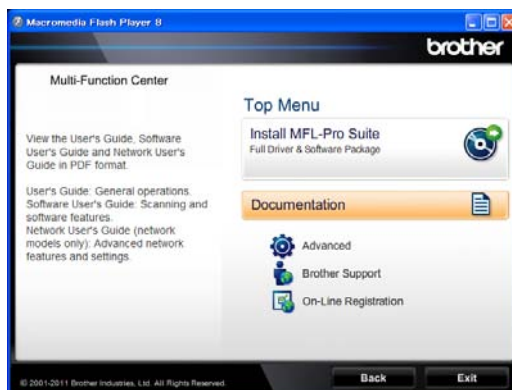 Macromedia Flash Player 8
brother
Multi-Function Center
View the User's Guide, Software
User's Guide and Network User's
Guide in PDF format.
User's Guide: General operations.
Software User's Guide: Scanning and
software features.
Network User's Guide (network
models only): Advanced network
features and settings.
Top Menu
Install MFL-Pro Suite
Full Driver & Software Package
Documentation
Advanced
Brother Support
On-Line Registration
© 2001-2011 Brother Industries, Ltd. All Rights Reserved.
Back
Exit